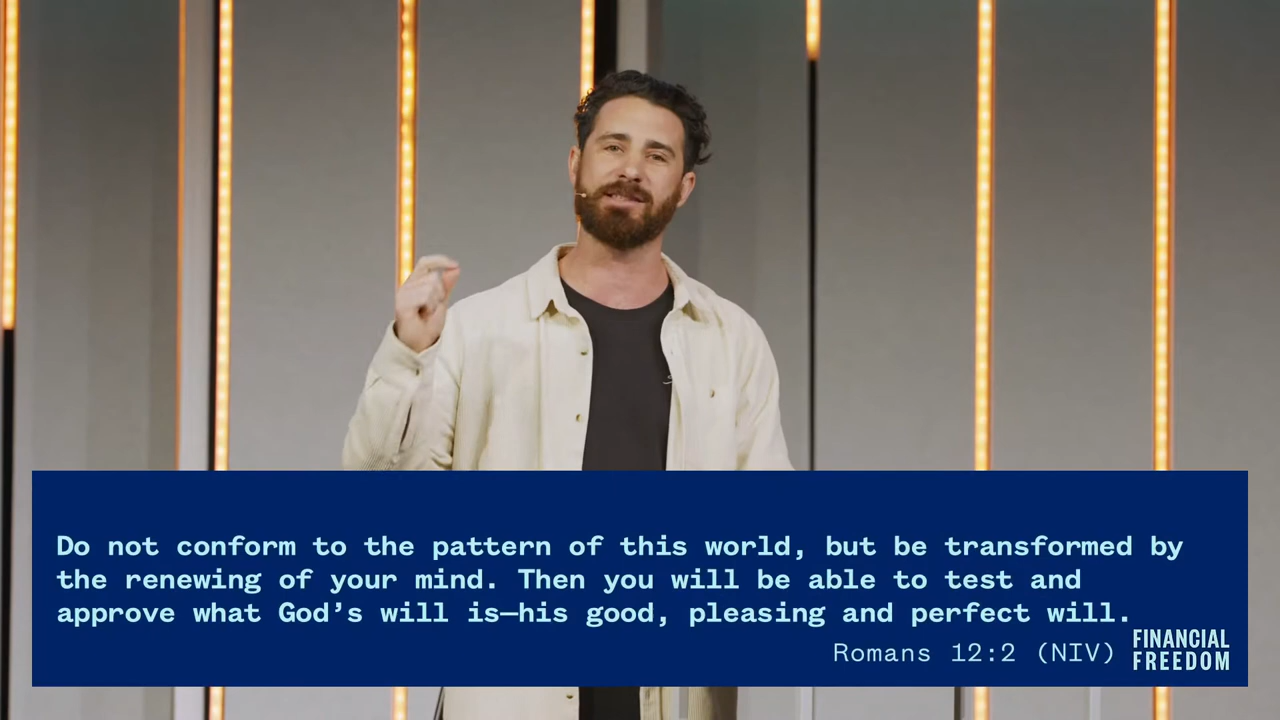 Do not conform to the pattern of this world, but be transformed by
the renewing of your mind. Then you will be able to test and
approve what God’s will is—his good, pleasing and perfect will.
Romans 12:2 (NIV)
FINANCIAL
FREEDOM